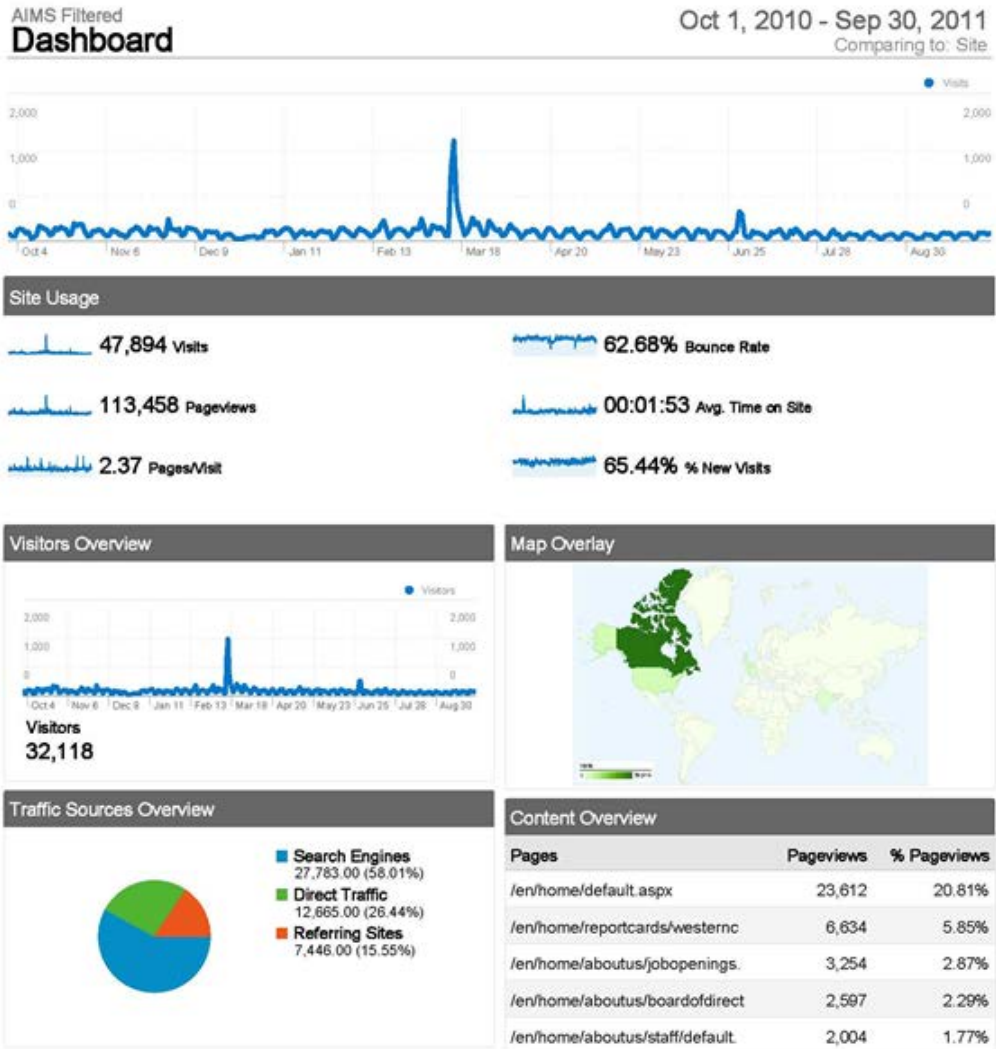 AIMS Filtered
Dashboard
Oct 1, 2010 - Sep 30, 2011
Comparing to: Site
Visits
2,000 2,000
1,000 1,000
0 0
Oct 4 Nov 6 Dec 9 Jan 11 Feb 13 Mar 18 Apr 20 May 23 Jun 25 Jul 28 Aug 30
Site Usage
47,894 Visits
62.68% Bounce Rate
113,458 Pageviews
00:01:53 Avg. Time on Site
2.37 Pages/Visit
65.44% % New Visits
Visitors Overview
Visitors
2,000 2,000
1,000 1,000
0 0
Oct 4 Nov 6 Dec 9 Jan 11 Feb 13 Mar 18 Apr 20 May 23 Jun 25 Jul 28 Aug 30
Visitors
32,118
Map Overlay
Traffic Sources Overview
Search Engines
27,783.00 (58.01%)
Direct Traffic
12,665.00 (26.44%)
Referring Sites
7,446.00 (15.55%)
Content Overview
Pages Pageviews % Pageviews
/en/home/default.aspx 23,612 20.81%
/en/home/reportcards/westernc 6,634 5.85%
/en/home/aboutus/jobopenings. 3,254 2.87%
/en/home/aboutus/boardofdirect 2,597 2.29%
/en/home/aboutus/staff/default. 2,004 1.77%